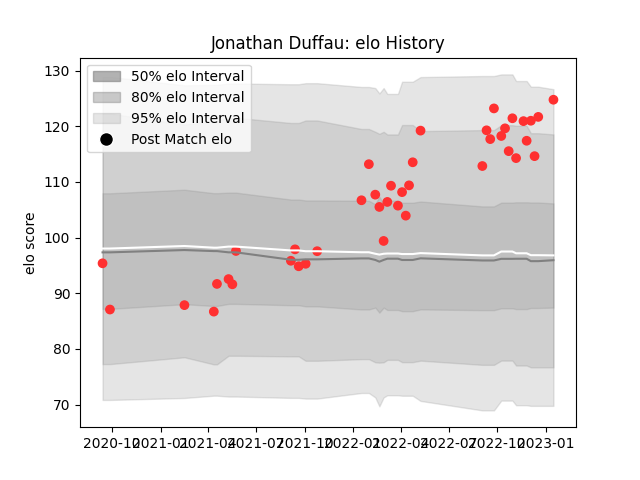 Jonathan Duffau: elo History
50% elo Interval
80% elo Interval
95% elo Interval
Post Match elo
elo score
130
120
110
100
90
80
70
2020-10 2021-01 2021-04 2021-07 2021-10 2022-01 2022-04 2022-07 2022-10 2023-01